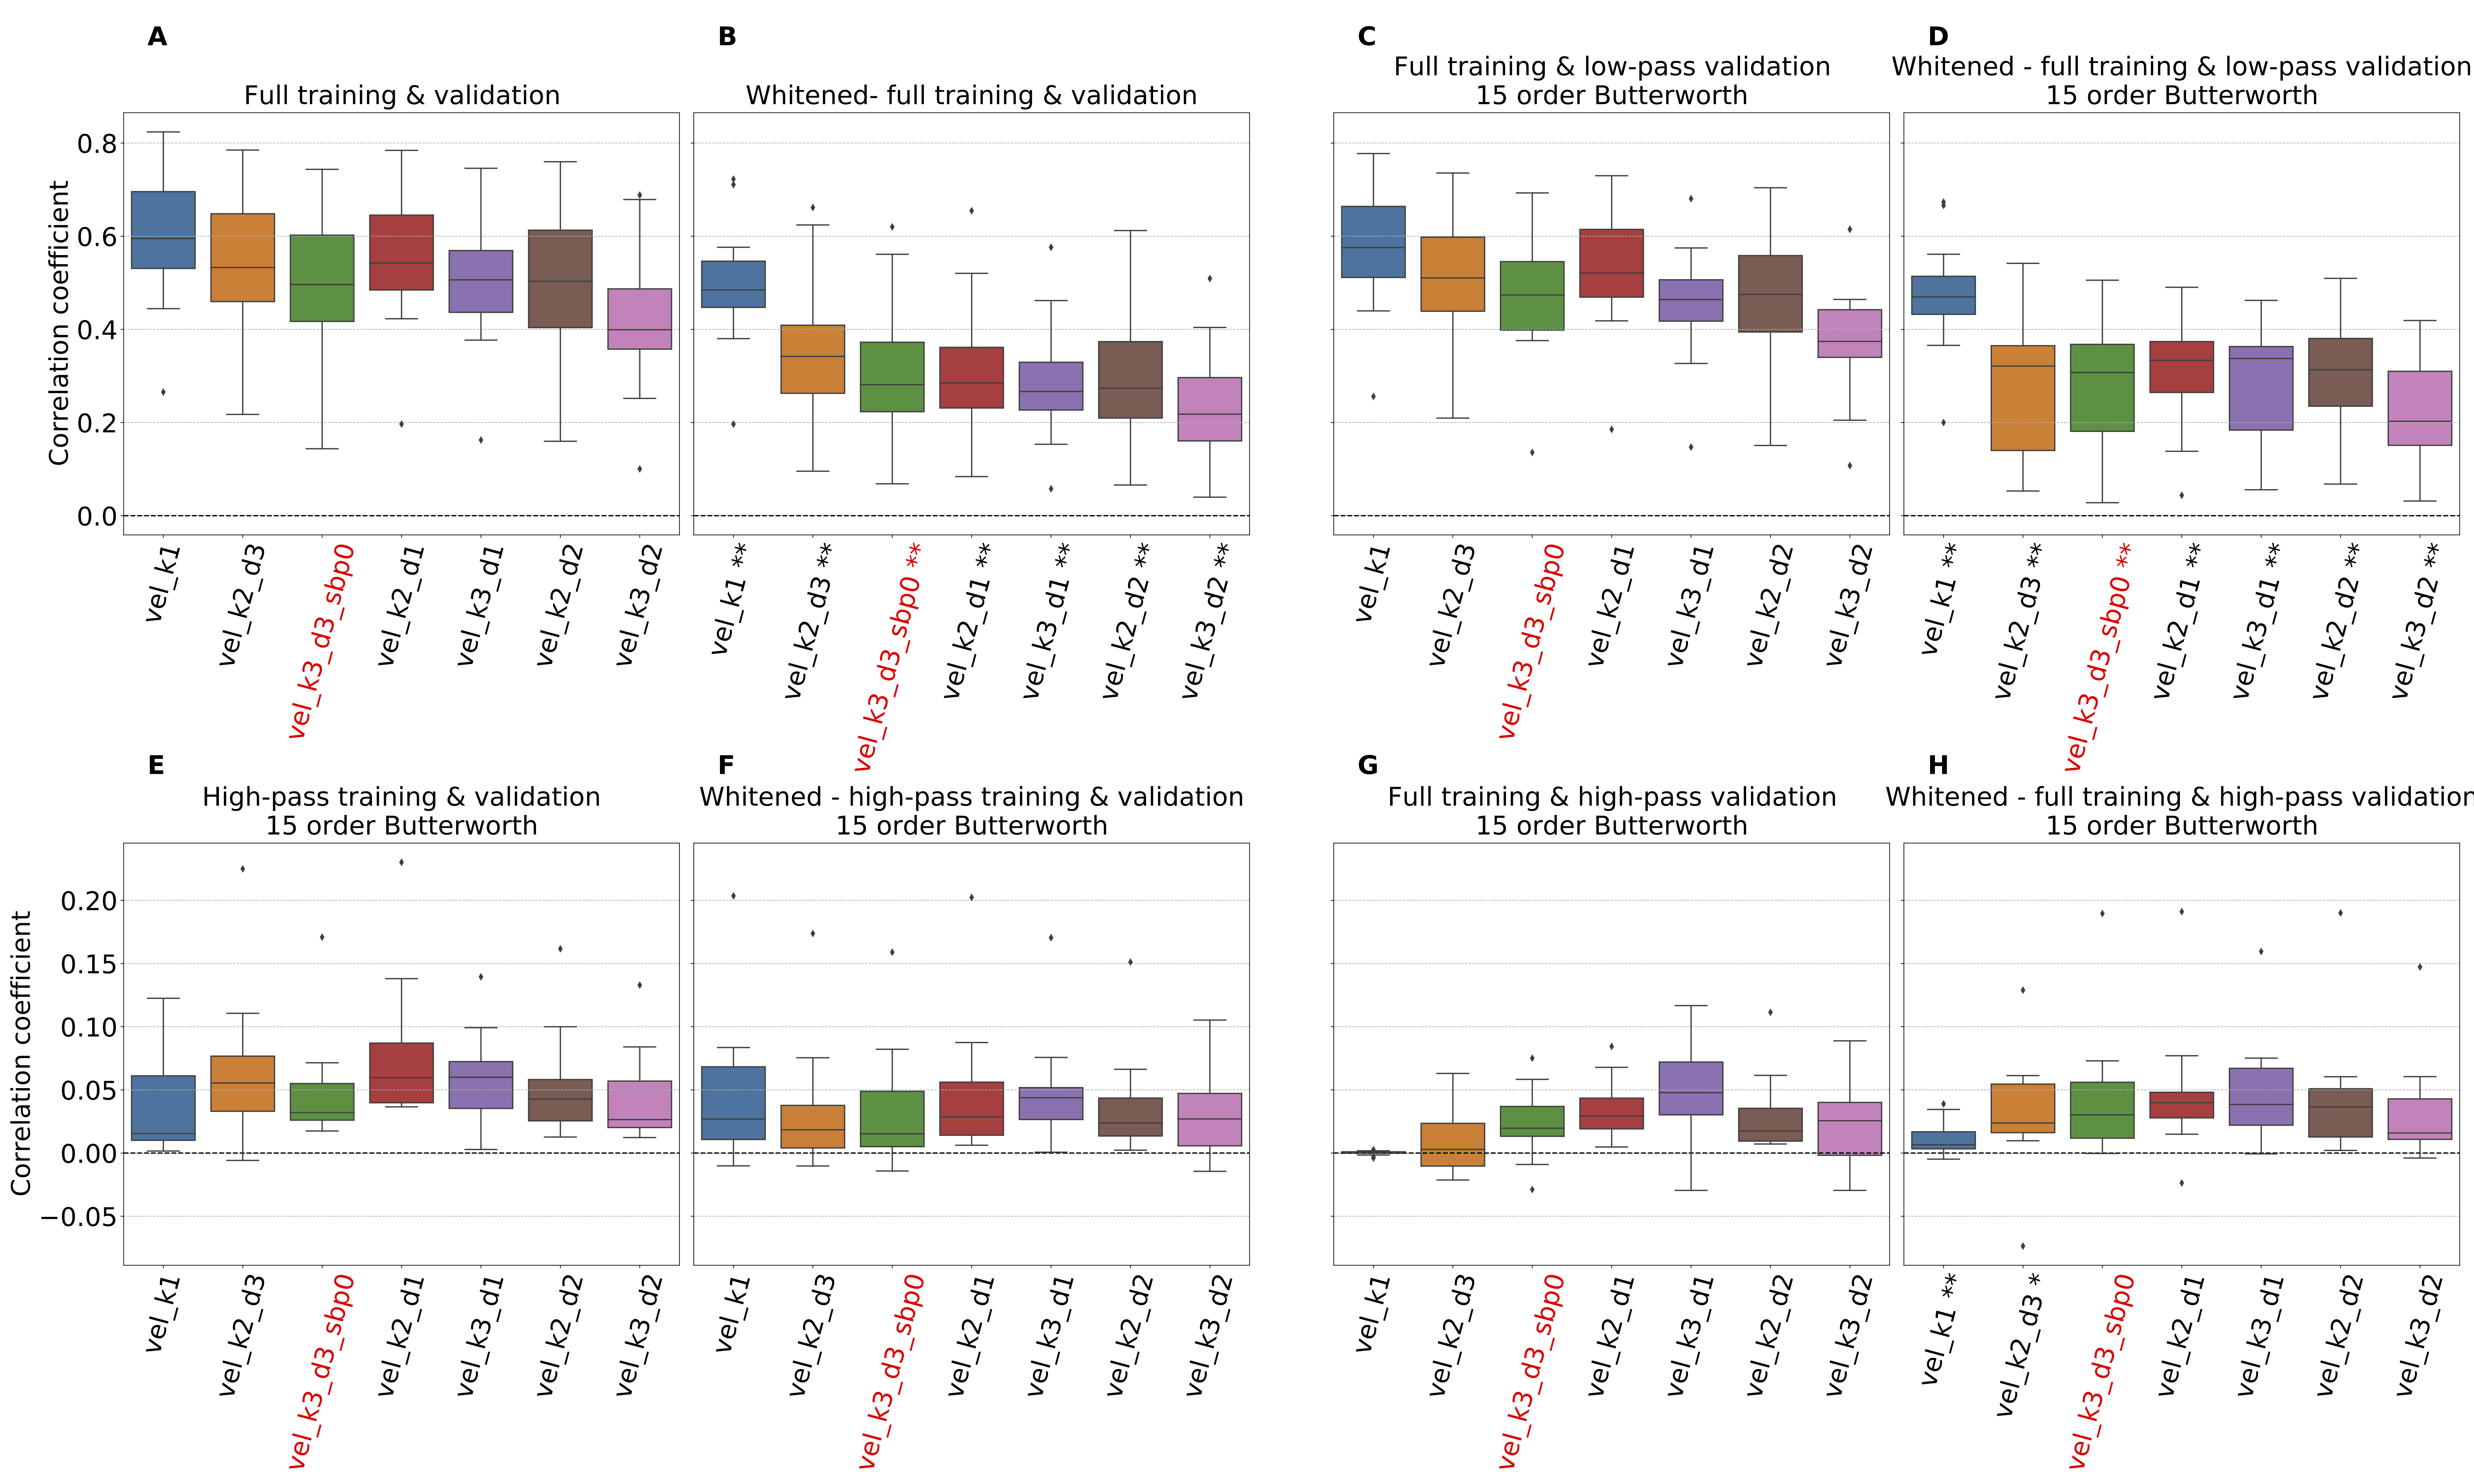 A
B
C
D
Full training & validation
Whitened- full training & validation
Full training & low-pass validation
15 order Butterworth
Whitened - full training & low-pass validation
15 order Butterworth
Correlation coefficient
0.8
0.6
0.4
0.2
0.0
vel_k1
vel_k2_d3
vel_k3_d3_sbp0
vel_k2_d1
vel_k3_d1
vel_k2_d2
vel_k3_d2
vel_k1 **
vel_k2_d3 **
vel_k3_d3_sbp0 **
vel_k2_d1 **
vel_k3_d1 **
vel_k2_d2 **
vel_k3_d2 **
vel_k1
vel_k2_d3
vel_k3_d3_sbp0
vel_k2_d1
vel_k3_d1
vel_k2_d2
vel_k3_d2
vel_k1 **
vel_k2_d3 **
vel_k3_d3_sbp0 **
vel_k2_d1 **
vel_k3_d1 **
vel_k2_d2 **
vel_k3_d2 **
E
F
G
H
High-pass training & validation
15 order Butterworth
Whitened - high-pass training & validation
15 order Butterworth
Full training & high-pass validation
15 order Butterworth
Whitened - full training & high-pass validation
15 order Butterworth
Correlation coefficient
0.20
0.15
0.10
0.05
0.00
−0.05
vel_k1
vel_k2_d3
vel_k3_d3_sbp0
vel_k2_d1
vel_k3_d1
vel_k2_d2
vel_k3_d2
vel_k1
vel_k2_d3
vel_k3_d3_sbp0
vel_k2_d1
vel_k3_d1
vel_k2_d2
vel_k3_d2
vel_k1
vel_k2_d3
vel_k3_d3_sbp0
vel_k2_d1
vel_k3_d1
vel_k2_d2
vel_k3_d2
vel_k1 **
vel_k2_d3 *
vel_k3_d3_sbp0
vel_k2_d1
vel_k3_d1
vel_k2_d2
vel_k3_d2